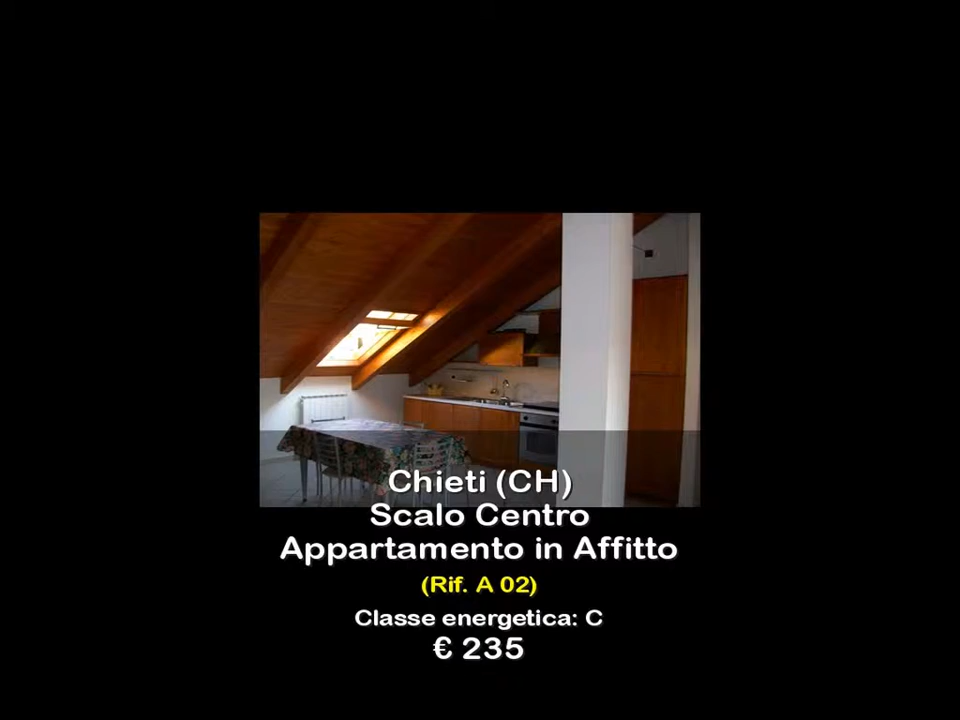 Chieti (CH)
Scalo Centro
Appartamento in Affitto
(Rif. A 02)
Classe energetica: C
€ 235